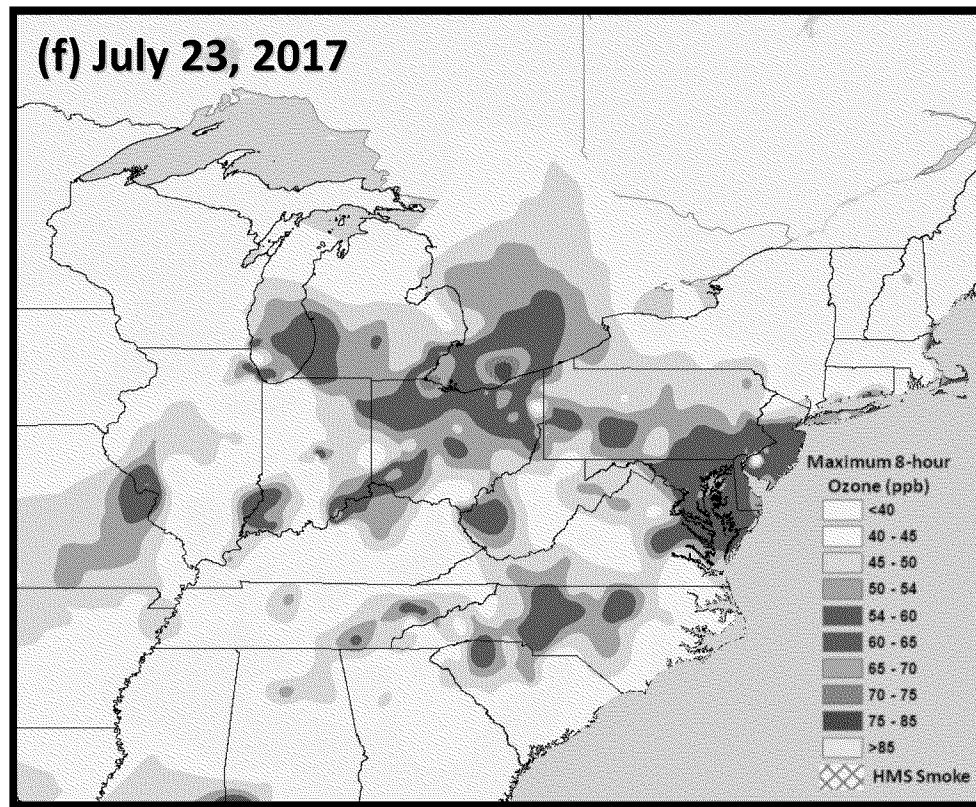 (f) July 23, 2017
Maximum 8-hour
Ozone (ppb)
<40
40 - 45
45 - 50
50 - 54
54 - 60
60 - 65
65 - 70
70 - 75
75 - 85
>85
HMS Smoke